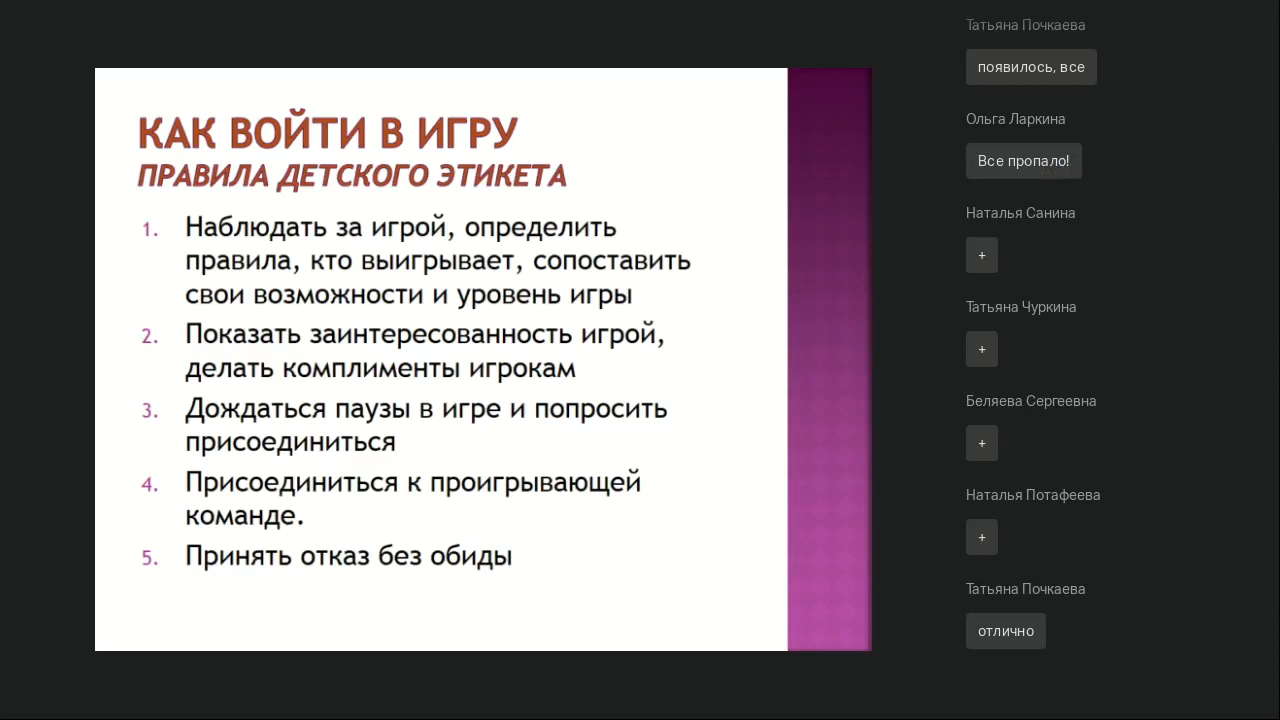 КАК ВОЙТИ В ИГРУ
ПРАВИЛА ДЕТСКОГО ЭТИКЕТА
1. Наблюдать за игрой, определить
правила, кто выигрывает, сопоставить
свои возможности и уровень игры
2. Показать заинтересованность игрой,
делать комплименты игрокам
3. Дождаться паузы в игре и попросить
присоединиться
4. Присоединиться к проигрывающей
команде.
5. Принять отказ без обиды
Татьяна Почкаева
появилось, все
Ольга Ларкина
Все пропало!
Наталья Санина
+
Татьяна Чуркина
+
Беляева Сергеевна
+
Наталья Потафеева
+
Татьяна Почкаева
отлично